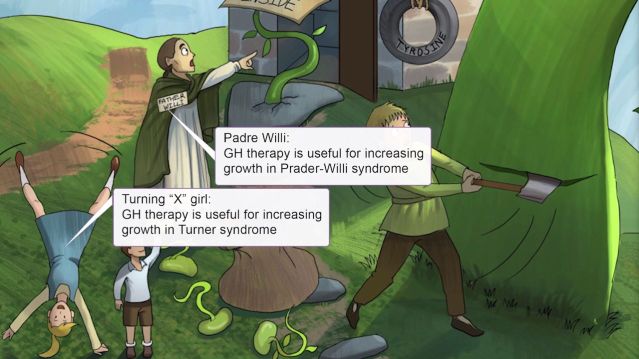 INSIDE
TYROSINE
FATHER
WILLI
Padre Willi:
GH therapy is useful for increasing
growth in Prader-Willi syndrome
Turning “X” girl:
GH therapy is useful for increasing
growth in Turner syndrome